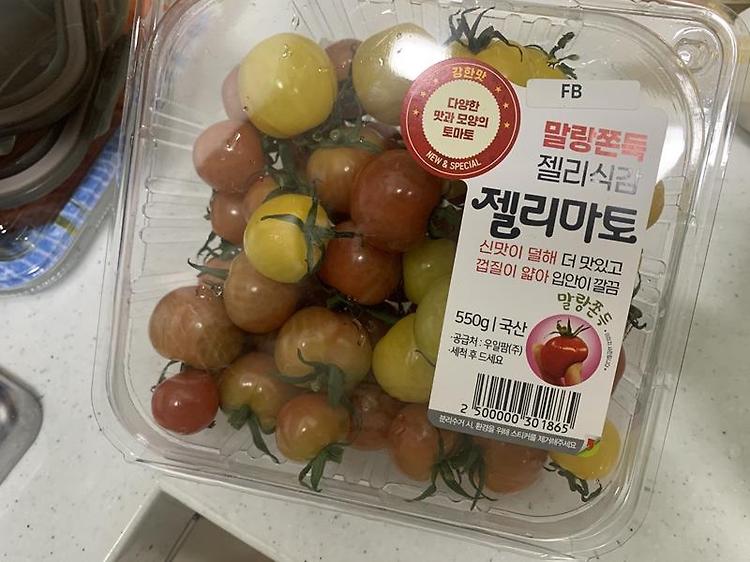 강한맛
다양한
맛과 모양의
토마토
NEW & SPECIAL
FB
말랑쫀득
젤리식감
젤리마토
신맛이 덜해 더 맛있고
껍질이 얇아 입안이 깔끔
말랑쫀득
550g | 국산
·공급처 : 우일팜(주)
·세척 후 드세요
2 500000 301865
분리수거 시, 환경을 위해 스티커를 제거해주세요